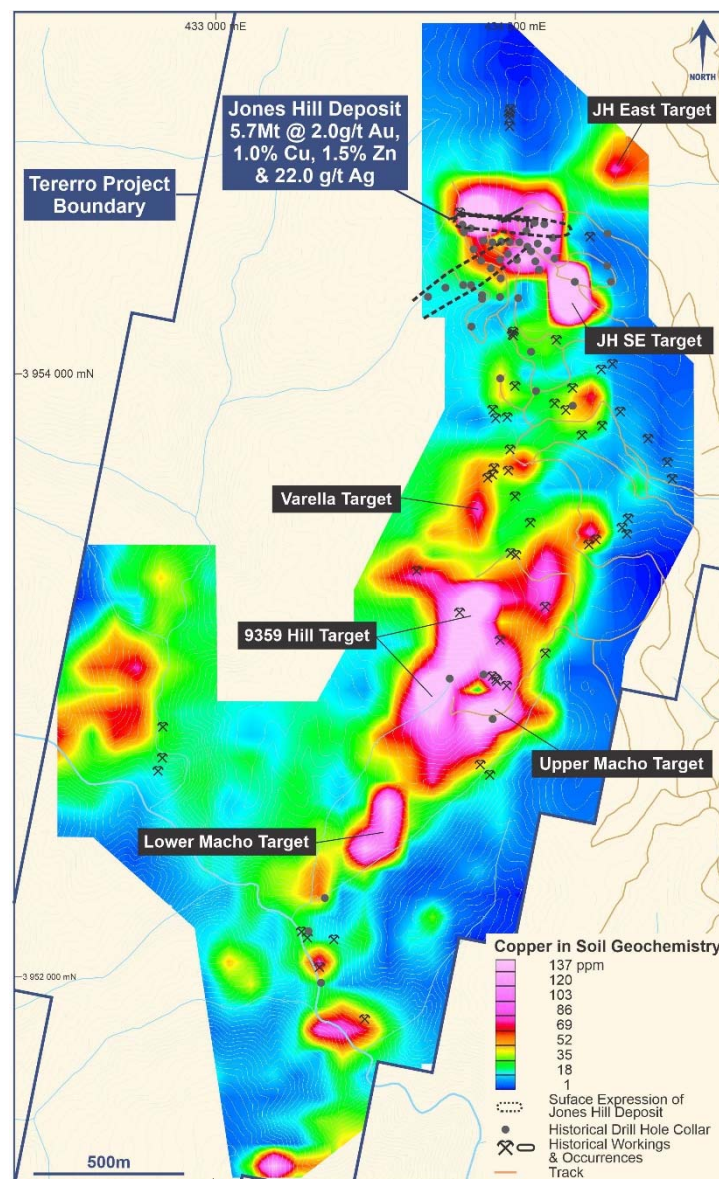 433 000 mE
434 000 mE
NORTH
Jones Hill Deposit
5.7Mt @ 2.0g/t Au,
1.0% Cu, 1.5% Zn
& 22.0 g/t Ag
JH East Target
Tererro Project
Boundary
JH SE Target
3 954 000 mN
Varella Target
9359 Hill Target
Upper Macho Target
Lower Macho Target
3 952 000 mN
500m
Copper in Soil Geochemistry
137 ppm
120
103
86
69
52
35
18
1
Suface Expression of
Jones Hill Deposit
Historical Drill Hole Collar
Historical Workings
& Occurrences
Track